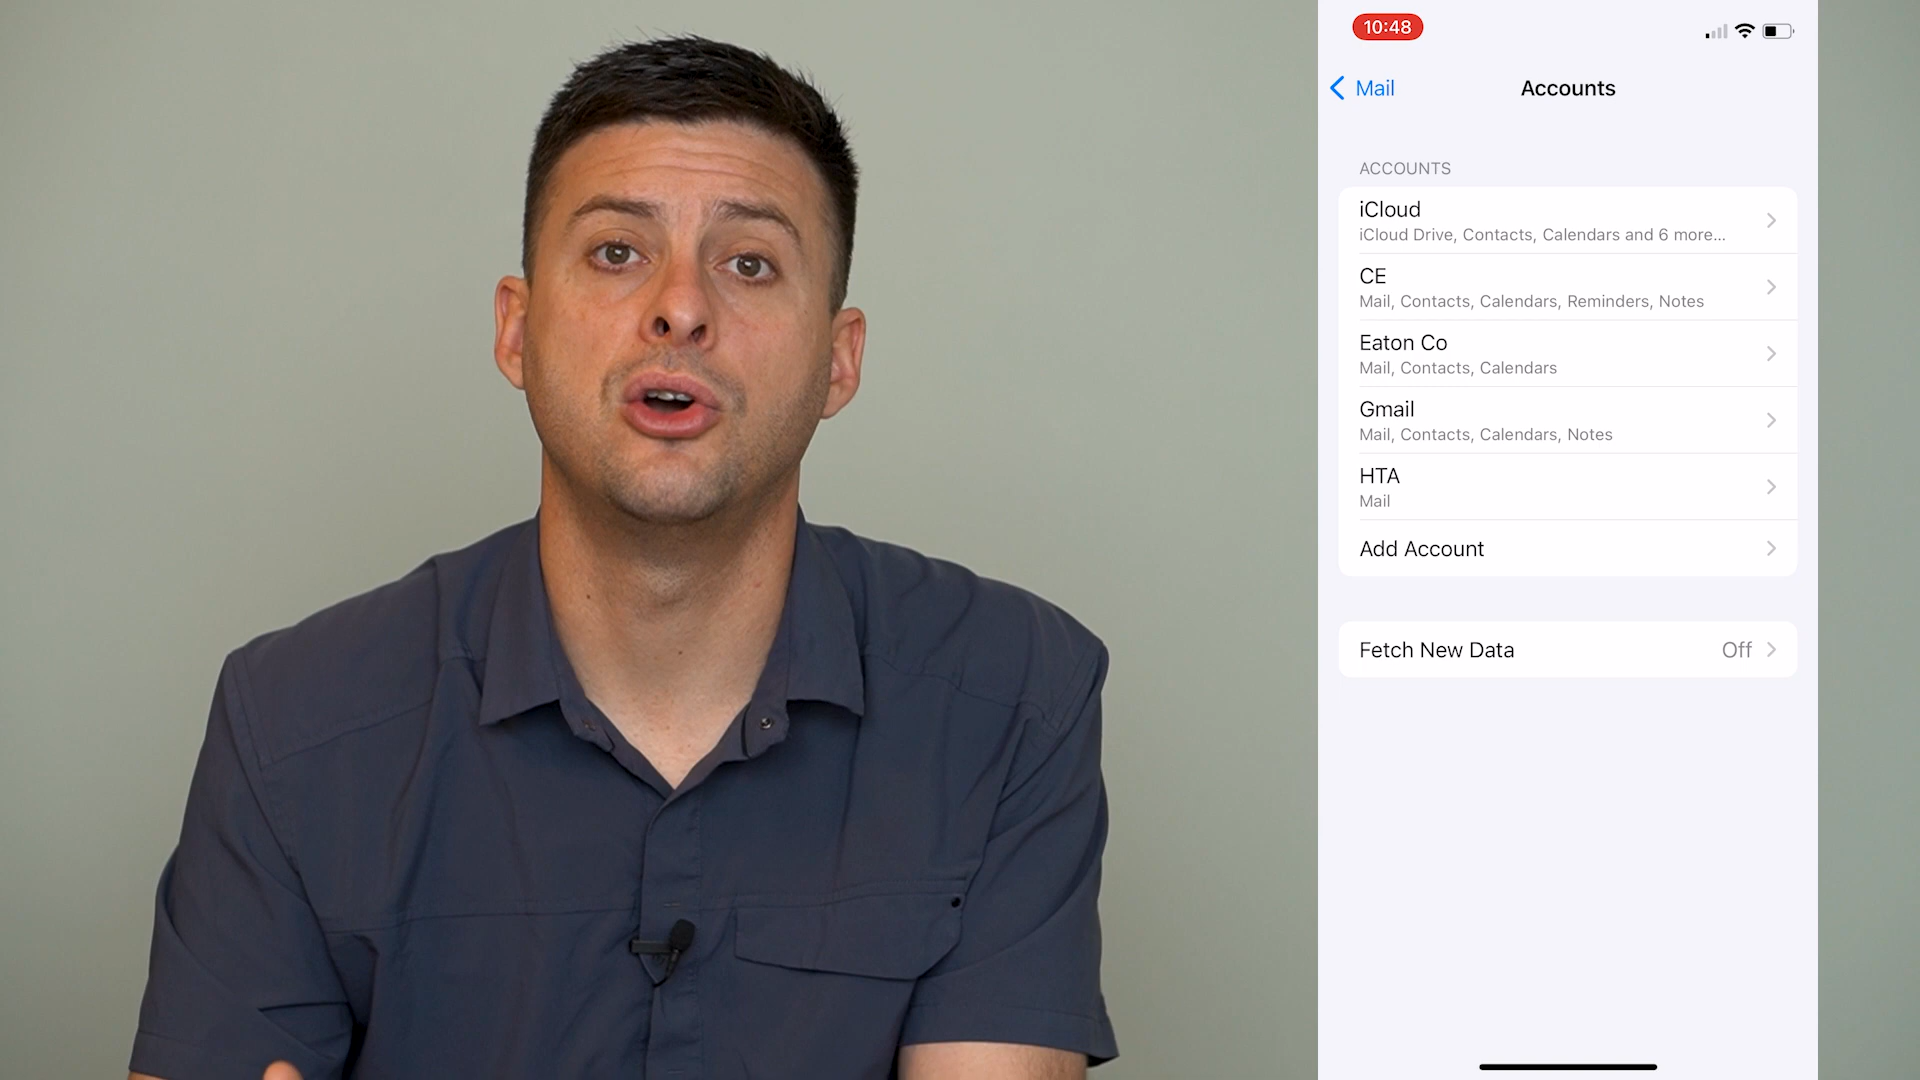 10:48
Mail
Accounts
ACCOUNTS
iCloud
iCloud Drive, Contacts, Calendars and 6 more...
CE
Mail, Contacts, Calendars, Reminders, Notes
Eaton Co
Mail, Contacts, Calendars
Gmail
Mail, Contacts, Calendars, Notes
HTA
Mail
Add Account
Fetch New Data
Off